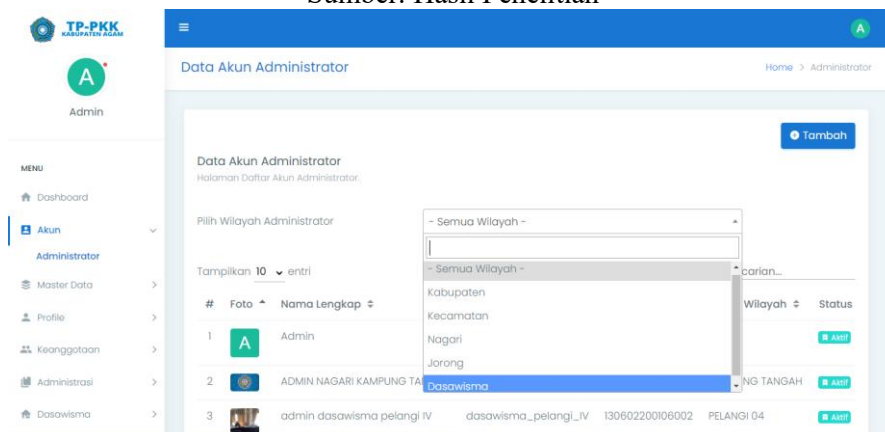 Sumber: Hasil Penelitian
TP-PKK
KABUPATEN AGAM
A
A
Admin
Data Akun Administrator
Home > Administrator
Tambah
MENU
Dashboard
Akun
Administrator
Master Data
Profile
Keanggotaan
Administrasi
Dasawisma
Data Akun Administrator
Halaman Daftar Akun Administrator.
Pilih Wilayah Administrator
- Semua Wilayah -
- Semua Wilayah -
Kabupaten
Kecamatan
Nagari
Jorong
Dasawisma
Tampilkan 10 entri
carian...
# Foto Nama Lengkap Wilayah Status
1 A Admin Aktif
2 ADMIN NAGARI KAMPUNG TA NG TANGAH Aktif
3 admin dasawisma pelangi IV dasawisma_pelangi_IV 130602200106002 PELANGI 04 Aktif